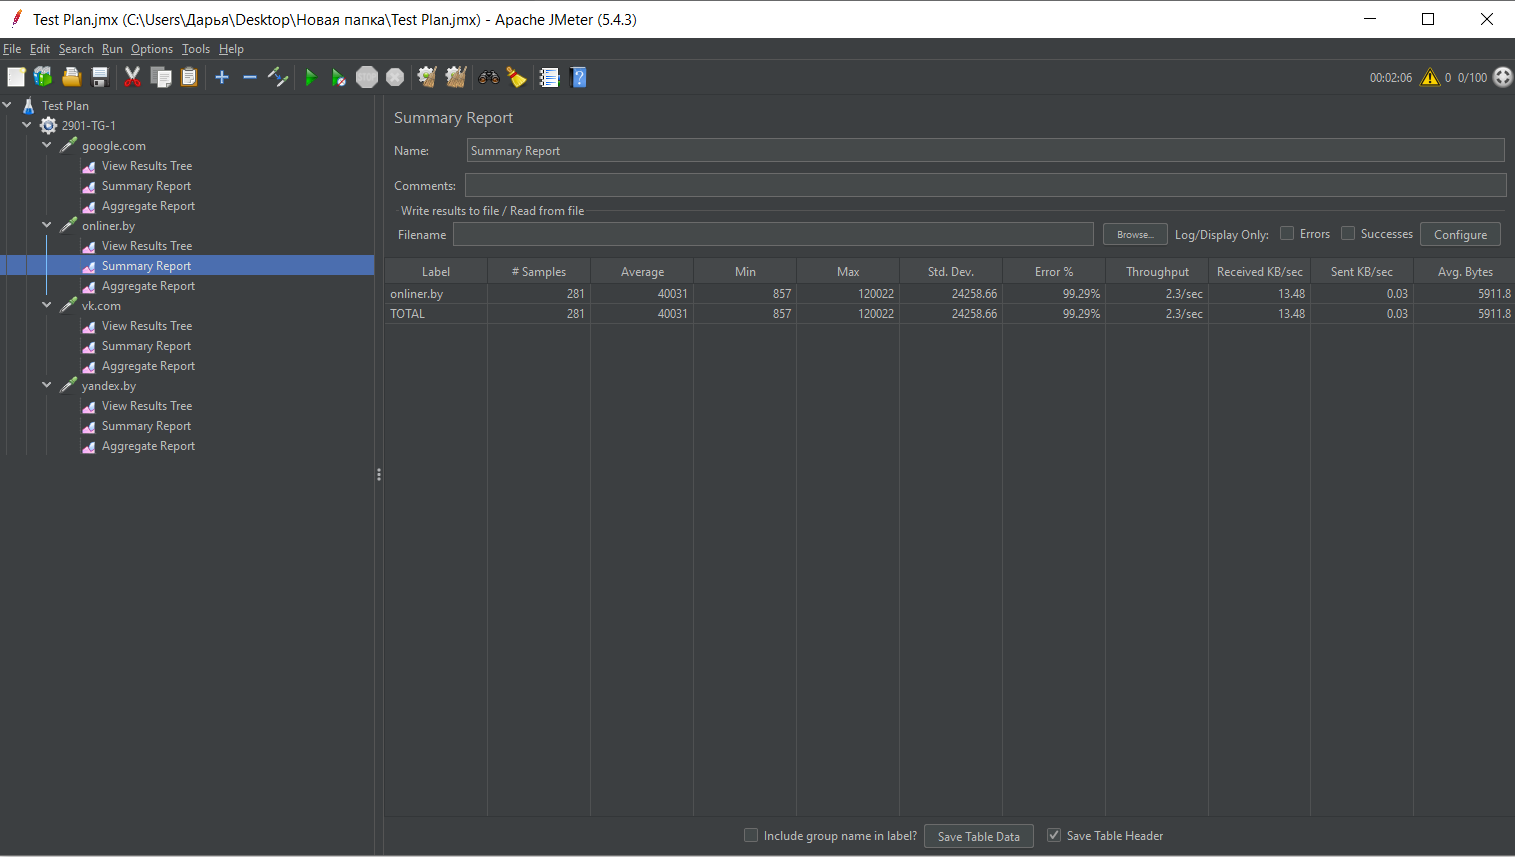 Test Plan.jmx (C:\Users\Дарья\Desktop\Новая папка\Test Plan.jmx) - Apache JMeter (5.4.3)
File Edit Search Run Options Tools Help
STOP ? 00:02:06 ! 0 0/100
Test Plan
2901-TG-1
google.com
View Results Tree
Summary Report
Aggregate Report
onliner.by
View Results Tree
Summary Report
Aggregate Report
vk.com
View Results Tree
Summary Report
Aggregate Report
yandex.by
View Results Tree
Summary Report
Aggregate Report
Summary Report
Name: Summary Report
Comments:
Write results to file / Read from file
Filename Browse... Log/Display Only: Errors Successes Configure
Label # Samples Average Min Max Std. Dev. Error % Throughput Received KB/sec Sent KB/sec Avg. Bytes
onliner.by 281 40031 857 120022 24258.66 99.29% 2.3/sec 13.48 0.03 5911.8
TOTAL 281 40031 857 120022 24258.66 99.29% 2.3/sec 13.48 0.03 5911.8
Include group name in label? Save Table Data Save Table Header